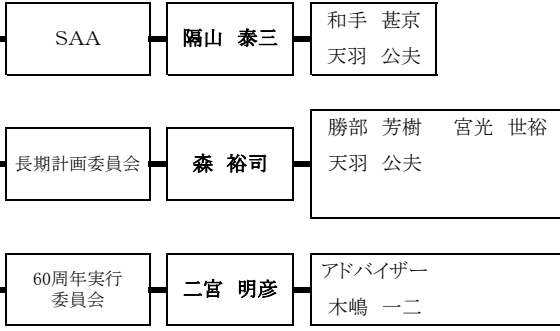 SAA
隔山 泰三
和手 甚京
天羽 公夫
長期計画委員会
森 裕司
勝部 芳樹 宮光 世裕
天羽 公夫
60周年実行
委員会
二宮 明彦
アドバイザー
木嶋 一二